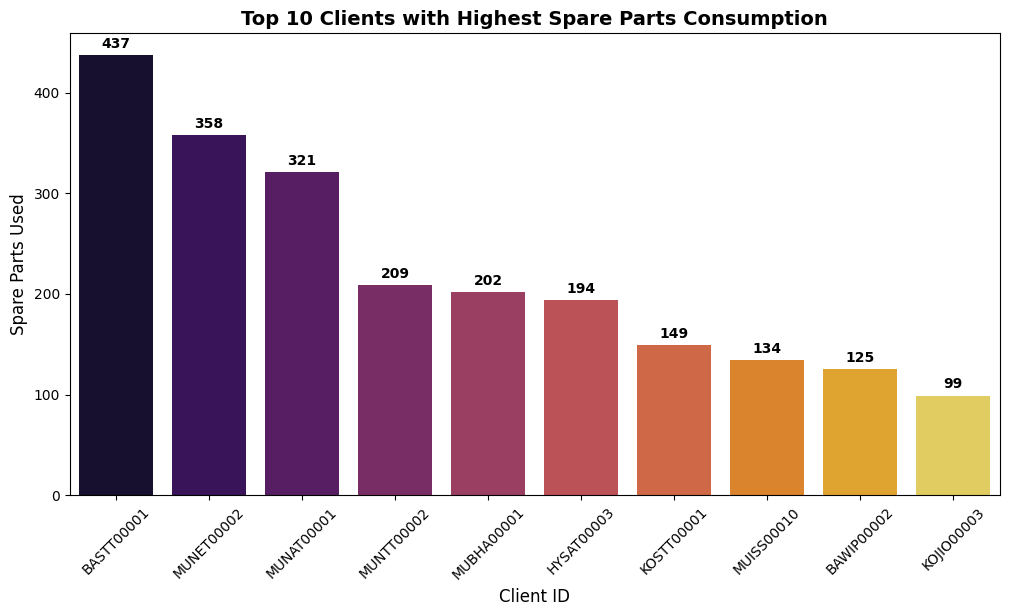 Top 10 Clients with Highest Spare Parts Consumption
437
358
321
209
202
194
149
134
125
99
400
300
200
100
0
Spare Parts Used
BASTT00001
MUNET00002
MUNAT00001
MUNTT00002
MUBHA00001
HYSAT00003
KOSTT00001
MUISS00010
BAWIP00002
KOJIO00003
Client ID